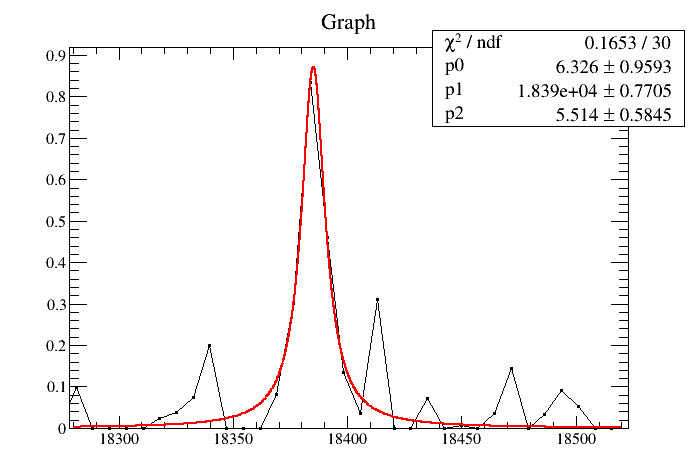 Graph
χ² / ndf 0.1653 / 30
p0 6.326 ± 0.9593
p1 1.839e+04 ± 0.7705
p2 5.514 ± 0.5845
0.9
0.8
0.7
0.6
0.5
0.4
0.3
0.2
0.1
0
18300 18350 18400 18450 18500